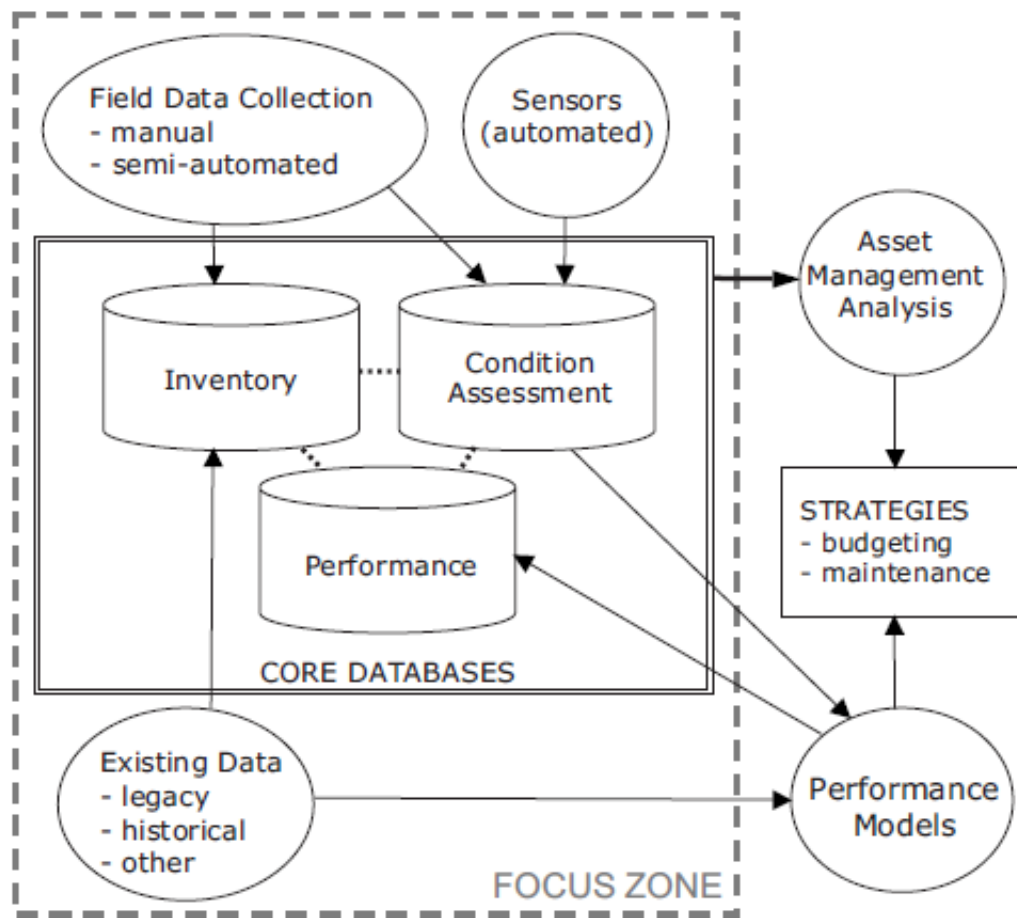 Field Data Collection
- manual
- semi-automated
Sensors
(automated)
Asset
Management
Analysis
Inventory
Condition
Assessment
Performance
CORE DATABASES
STRATEGIES
- budgeting
- maintenance
Existing Data
- legacy
- historical
- other
Performance
Models
FOCUS ZONE